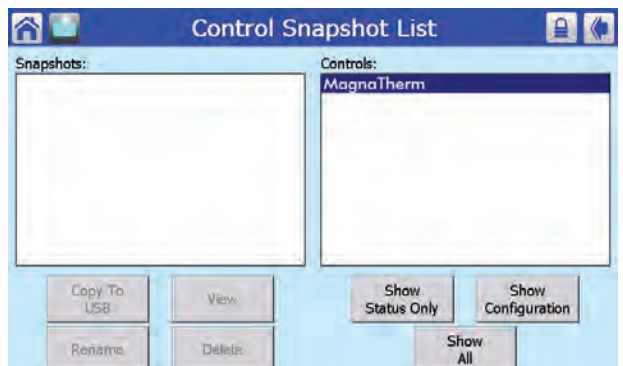 Control Snapshot List
Snapshots:
Controls:
MagnaTherm
Copy To
USB
View
Show
Status Only
Show
Configuration
Rename
Delete
Show
All